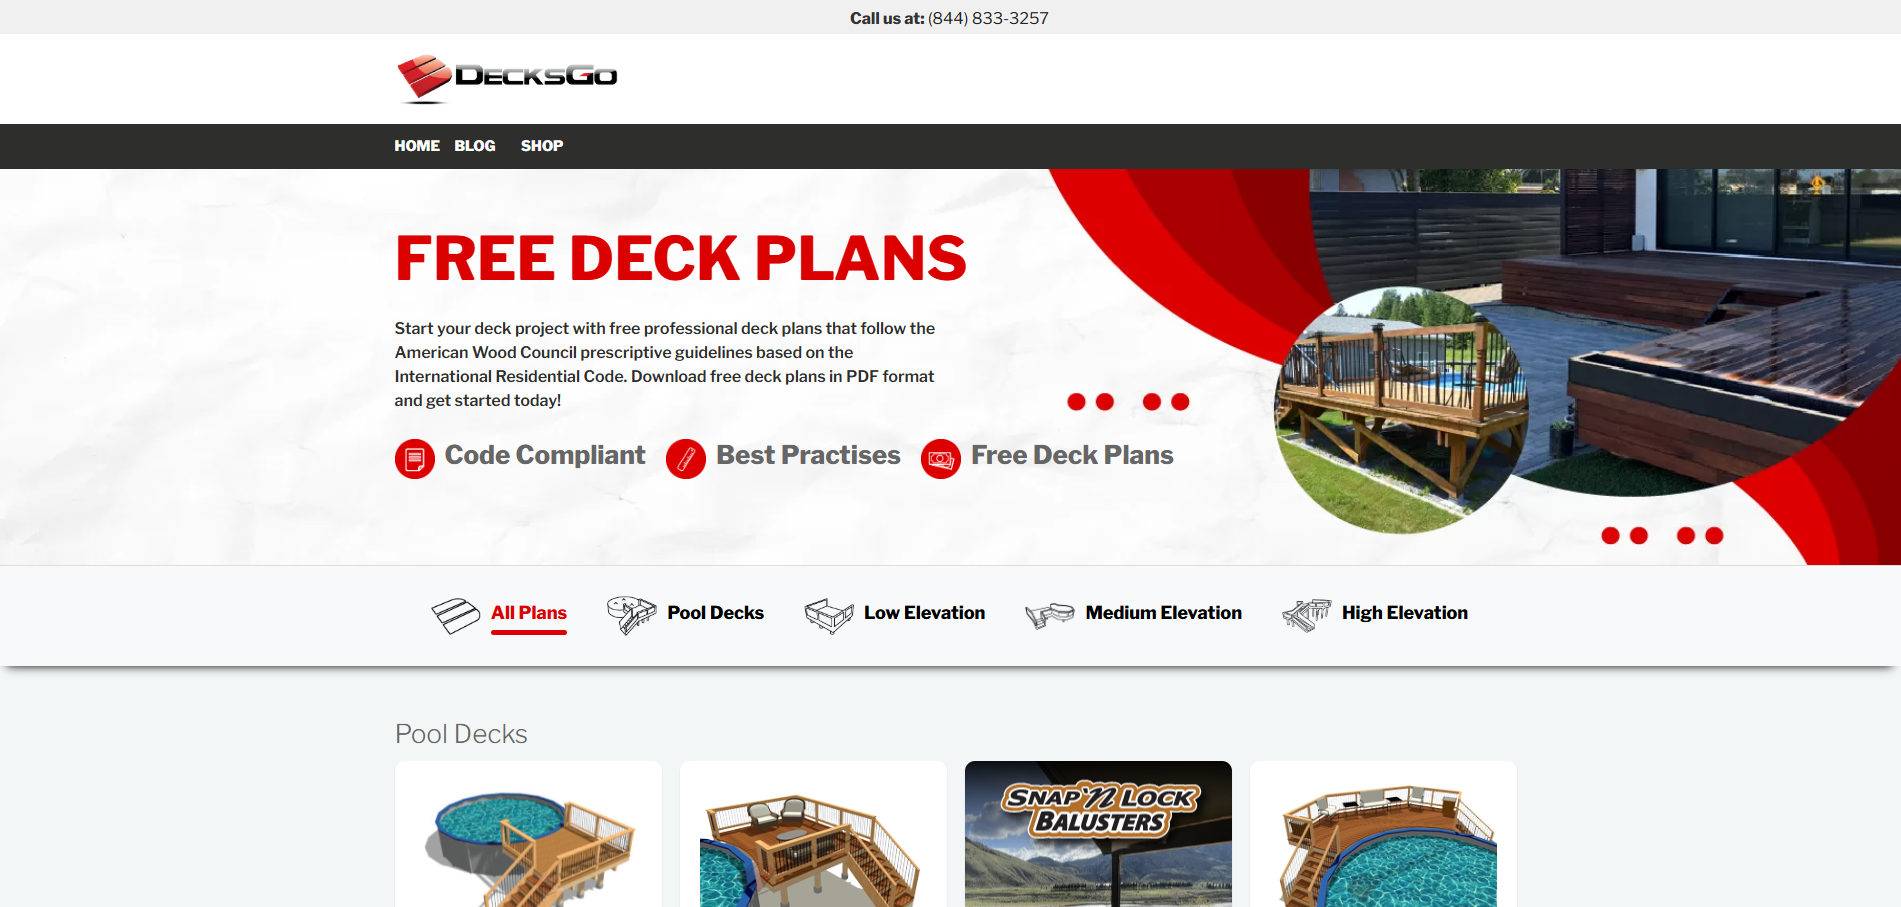 Call us at: (844) 833-3257
DECKSGO
HOME BLOG SHOP
FREE DECK PLANS
Start your deck project with free professional deck plans that follow the
American Wood Council prescriptive guidelines based on the
International Residential Code. Download free deck plans in PDF format
and get started today!
Code Compliant Best Practises Free Deck Plans
All Plans Pool Decks Low Elevation Medium Elevation High Elevation
Pool Decks
SNAP'N LOCK
BALUSTERS